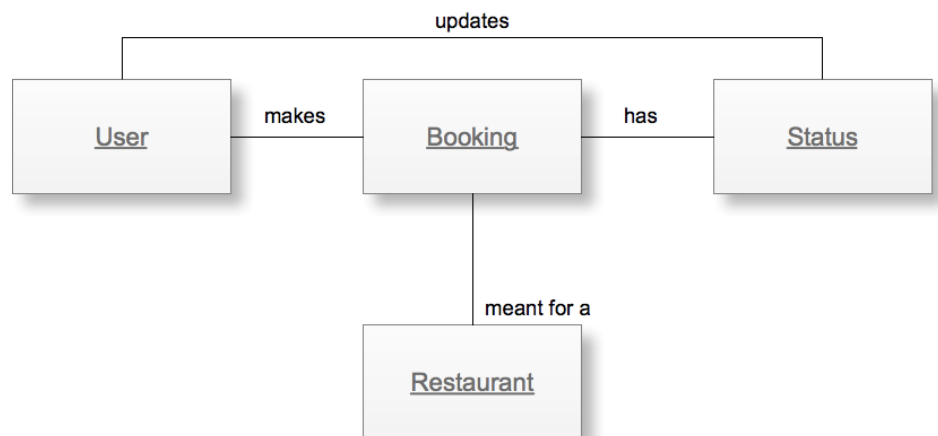 updates
User
makes
Booking
has
Status
meant for a
Restaurant